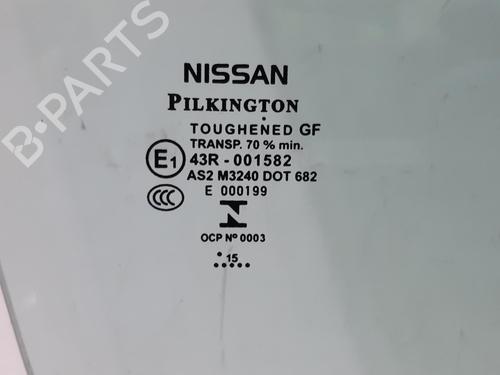 B-PARTS
NISSAN
PILKINGTON
TOUGHENED GF
TRANSP. 70 % min.
E1 43R - 001582
AS2 M3240 DOT 682
E 000199
CCC
N
OCP Nº 0003
15